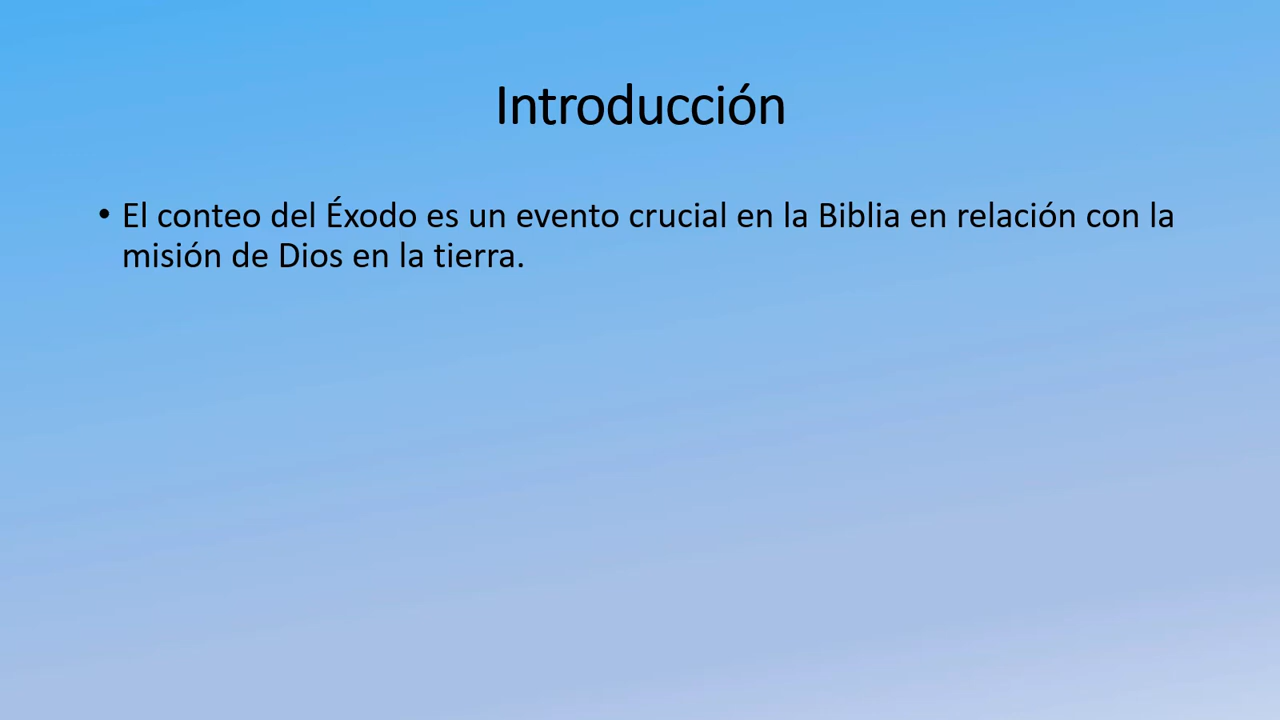 Introducción
• El conteo del Éxodo es un evento crucial en la Biblia en relación con la
misión de Dios en la tierra.